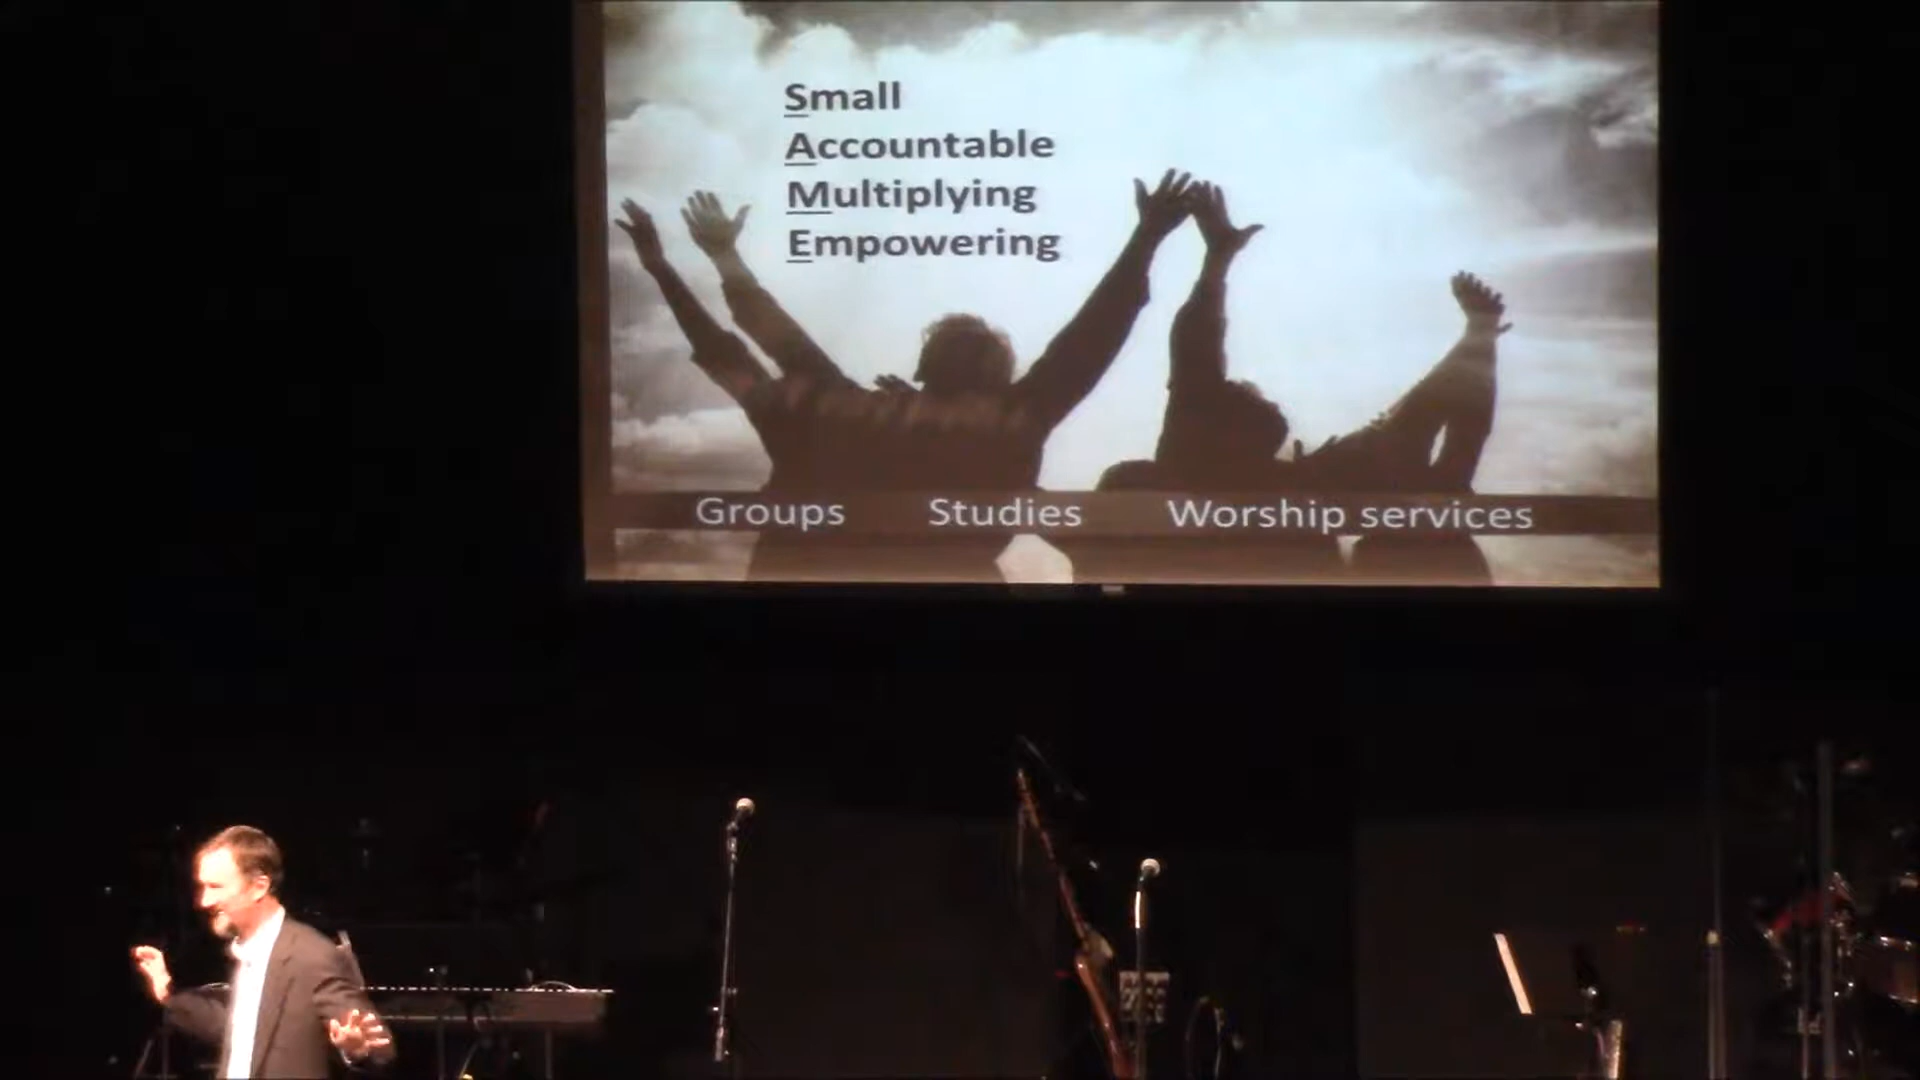 Small
Accountable
Multiplying
Empowering
Groups Studies Worship services